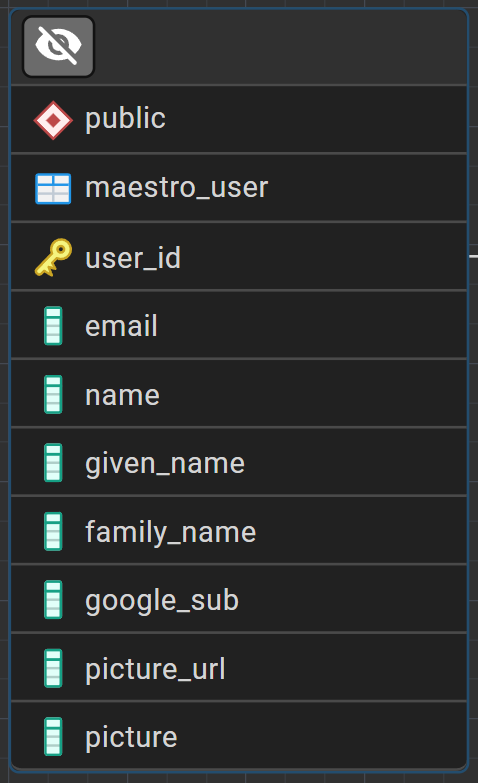 public
maestro_user
user_id
email
name
given_name
family_name
google_sub
picture_url
picture